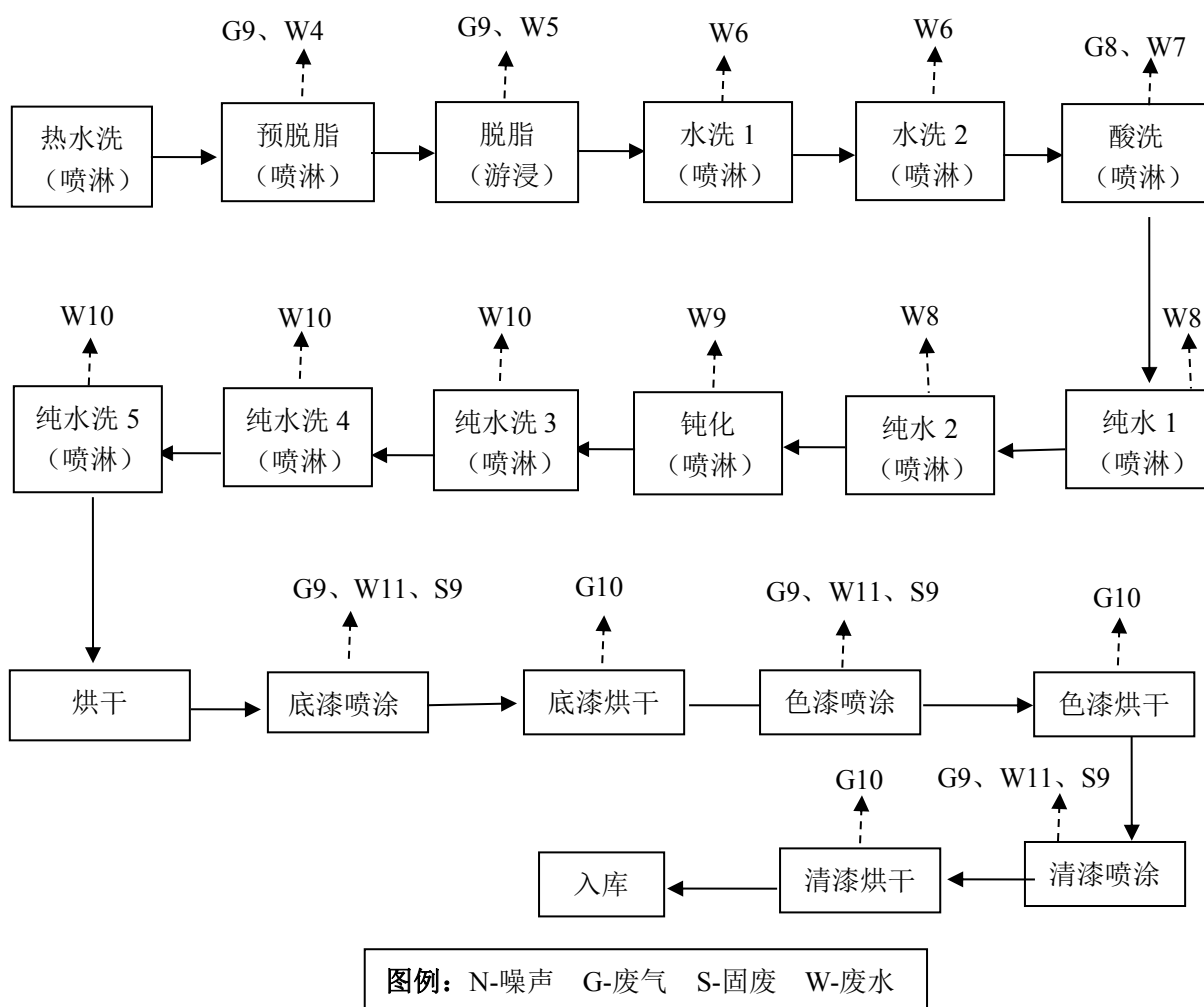 G9、W4
G9、W5
W6
W6
G8、W7
热水洗
（喷淋）
预脱脂
（喷淋）
脱脂
（游浸）
水洗 1
（喷淋）
水洗 2
（喷淋）
酸洗
（喷淋）
W10
W10
W10
W9
W8
W8
纯水洗 5
（喷淋）
纯水洗 4
（喷淋）
纯水洗 3
（喷淋）
钝化
（喷淋）
纯水 2
（喷淋）
纯水 1
（喷淋）
G9、W11、S9
G10
G9、W11、S9
G10
烘干
底漆喷涂
底漆烘干
色漆喷涂
色漆烘干
G10
G9、W11、S9
入库
清漆烘干
清漆喷涂
图例：N-噪声 G-废气 S-固废 W-废水